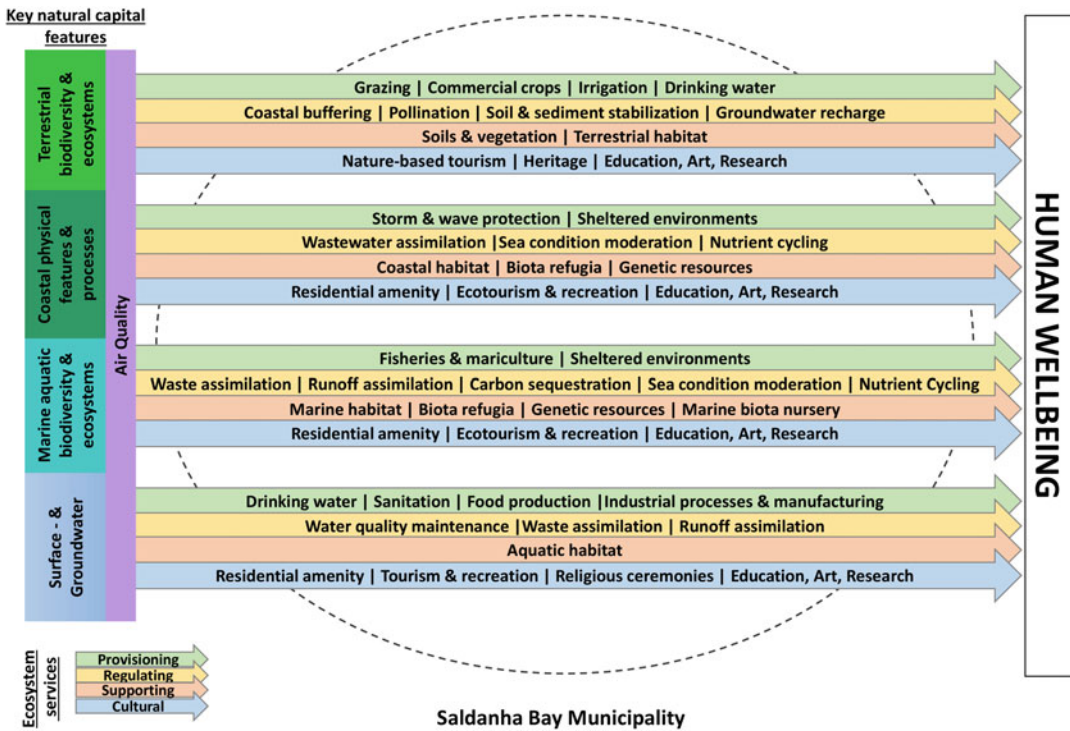 Key natural capital
features
Terrestrial
biodiversity &
ecosystems
Coastal physical
features &
processes
Marine aquatic
biodiversity &
ecosystems
Surface - &
Groundwater
Air Quality
Grazing | Commercial crops | Irrigation | Drinking water
Coastal buffering | Pollination | Soil & sediment stabilization | Groundwater recharge
Soils & vegetation | Terrestrial habitat
Nature-based tourism | Heritage | Education, Art, Research
Storm & wave protection | Sheltered environments
Wastewater assimilation |Sea condition moderation | Nutrient cycling
Coastal habitat | Biota refugia | Genetic resources
Residential amenity | Ecotourism & recreation | Education, Art, Research
Fisheries & mariculture | Sheltered environments
Waste assimilation | Runoff assimilation | Carbon sequestration | Sea condition moderation | Nutrient Cycling
Marine habitat | Biota refugia | Genetic resources | Marine biota nursery
Residential amenity | Ecotourism & recreation | Education, Art, Research
Drinking water | Sanitation | Food production |Industrial processes & manufacturing
Water quality maintenance |Waste assimilation | Runoff assimilation
Aquatic habitat
Residential amenity | Tourism & recreation | Religious ceremonies | Education, Art, Research
HUMAN WELLBEING
Ecosystem
services
Provisioning
Regulating
Supporting
Cultural
Saldanha Bay Municipality